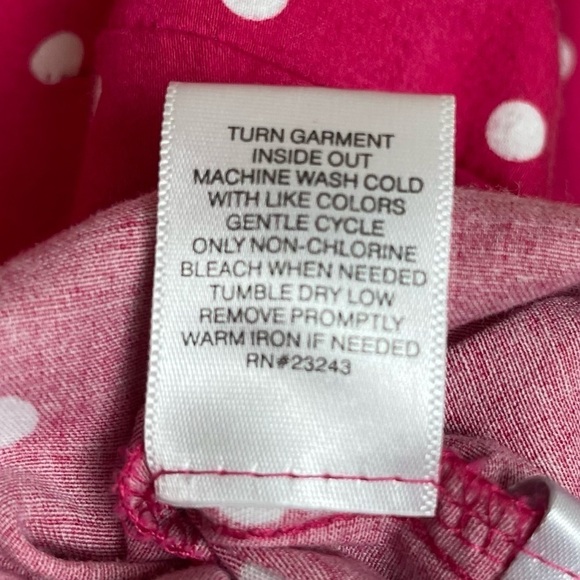 TURN GARMENT
INSIDE OUT
MACHINE WASH COLD
WITH LIKE COLORS
GENTLE CYCLE
ONLY NON-CHLORINE
BLEACH WHEN NEEDED
TUMBLE DRY LOW
REMOVE PROMPTLY
WARM IRON IF NEEDED
RN#23243